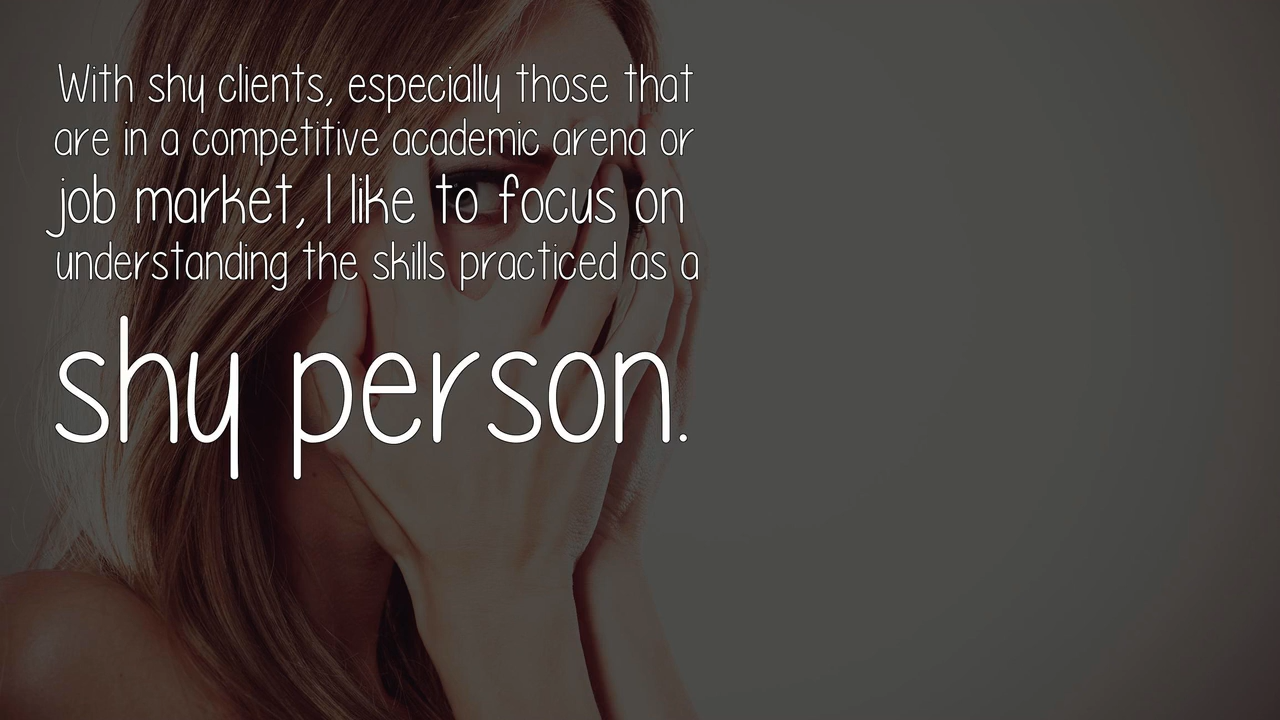 With shy clients, especially those that
are in a competitive academic arena or
job market, I like to focus on
understanding the skills practiced as a
shy person.